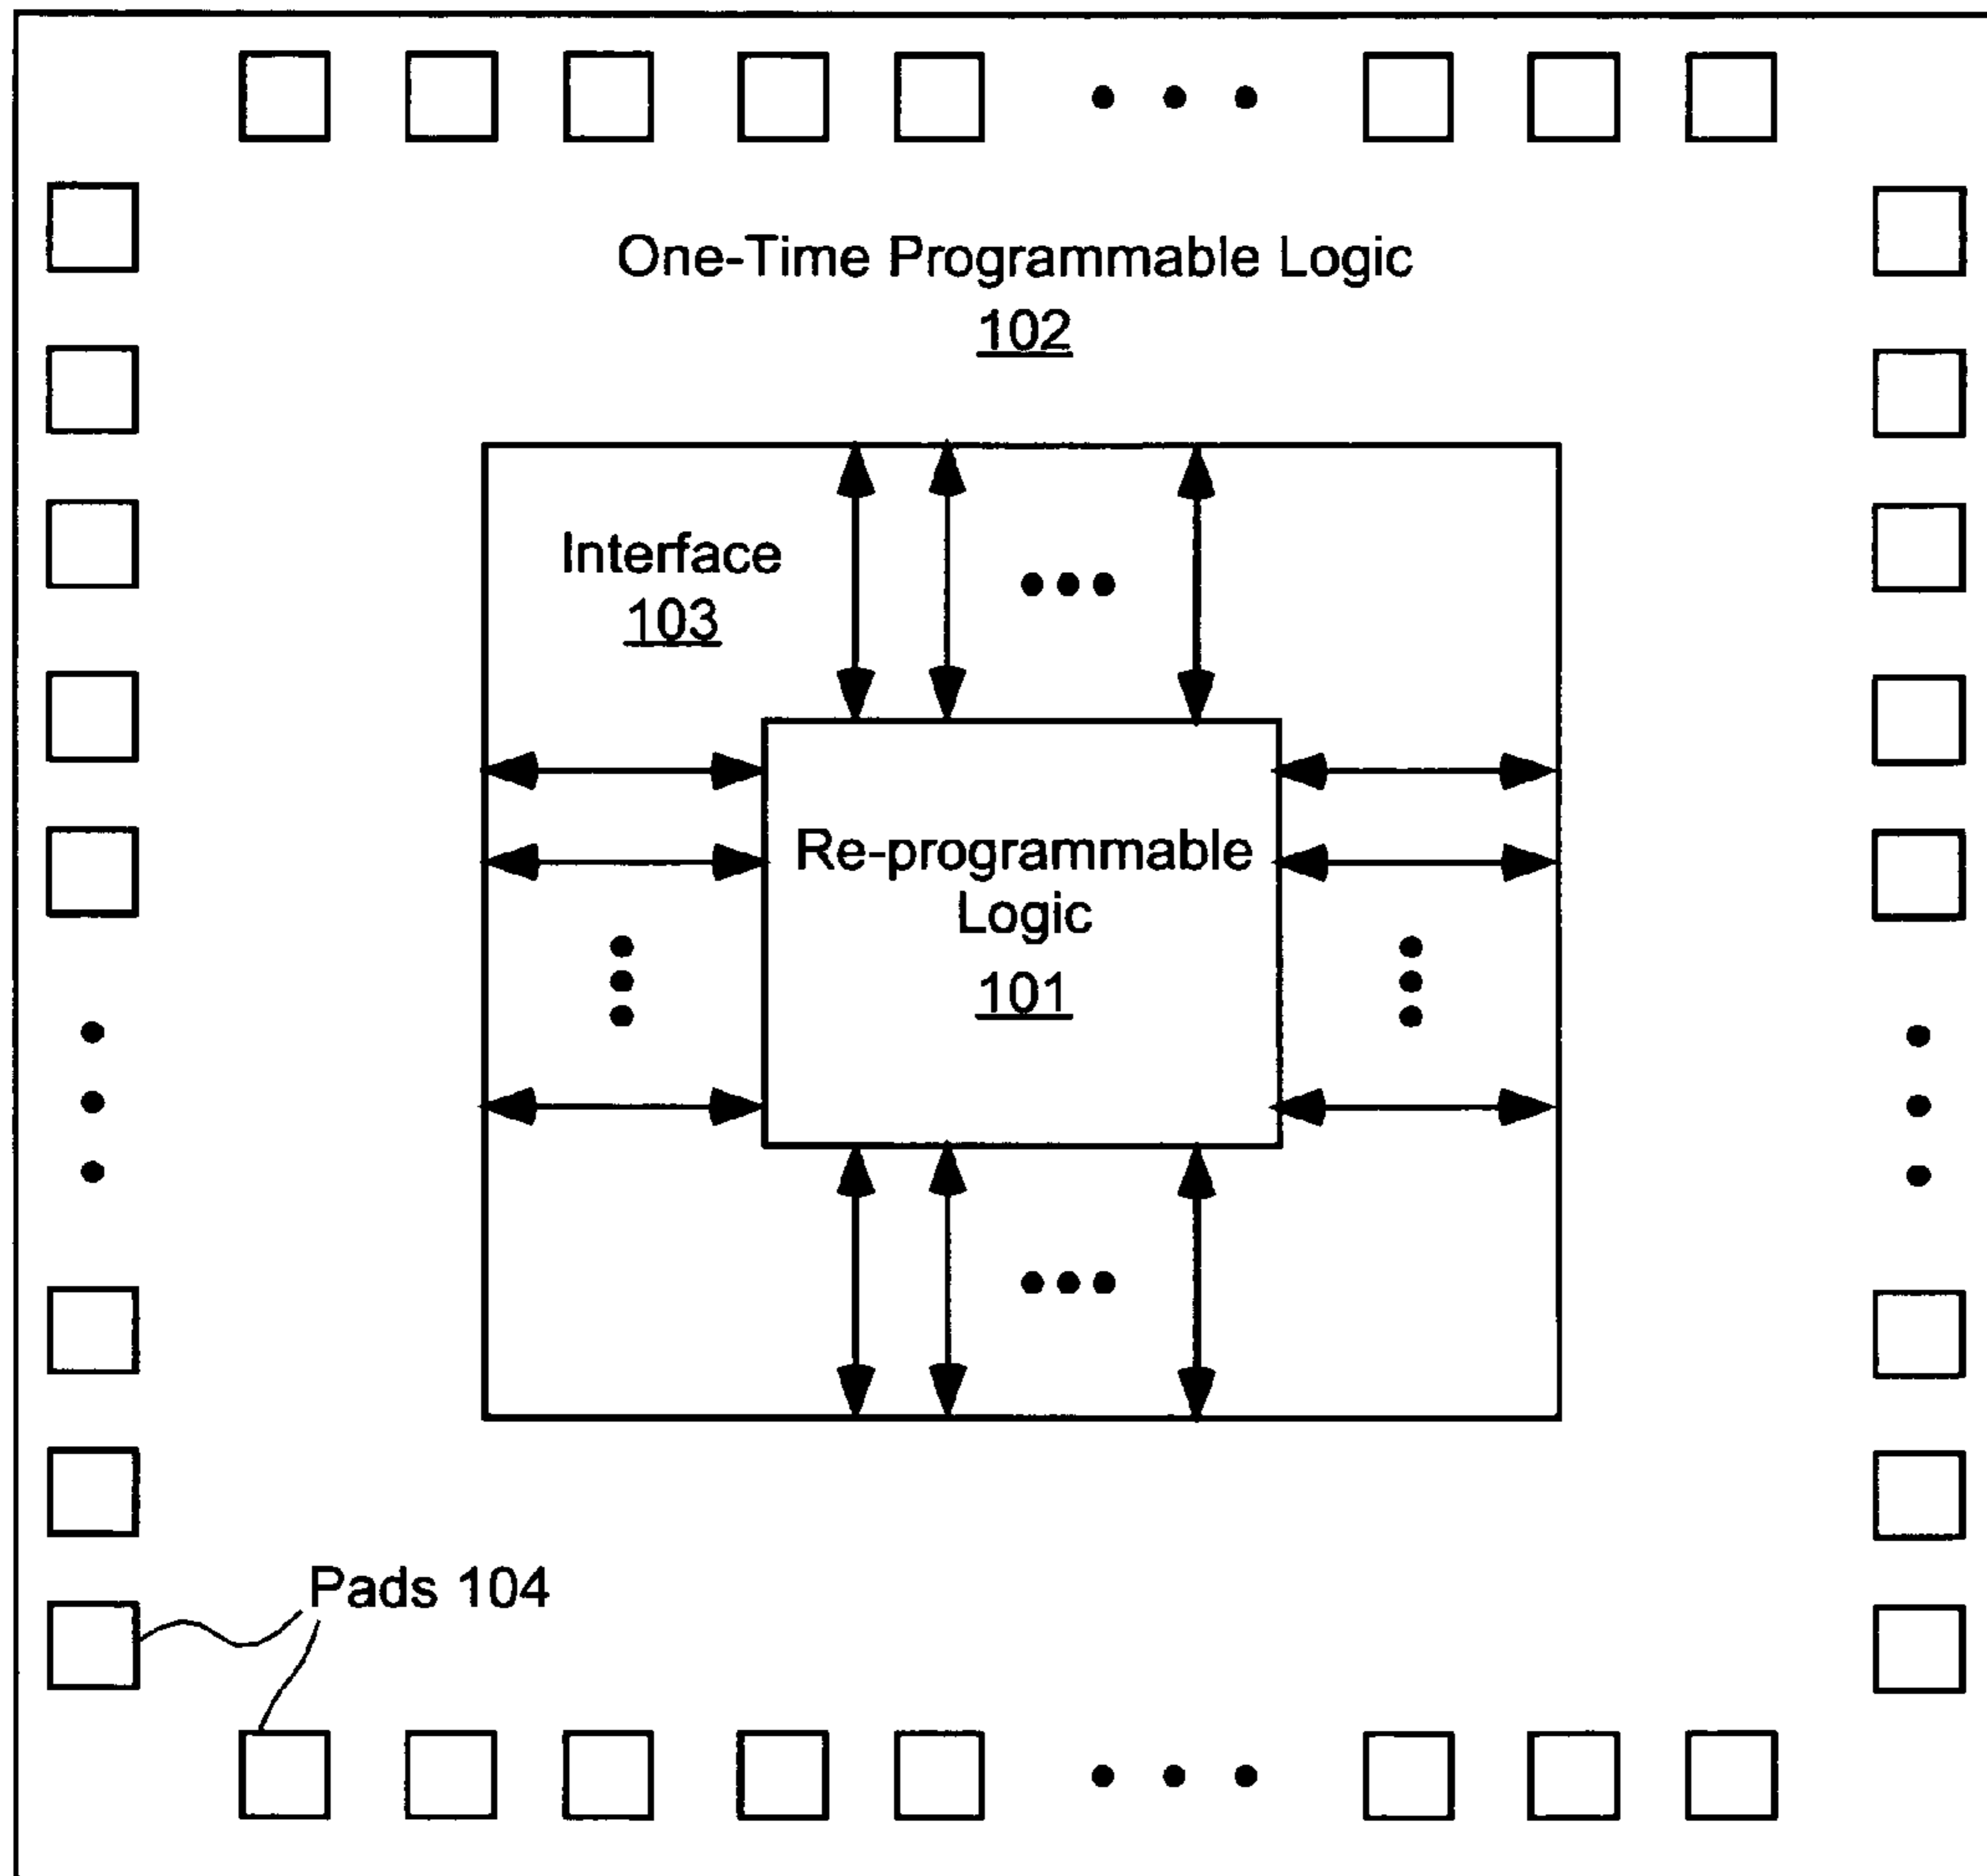 One-Time Programmable Logic
102
Interface
103
Re-programmable
Logic
101
Pads 104